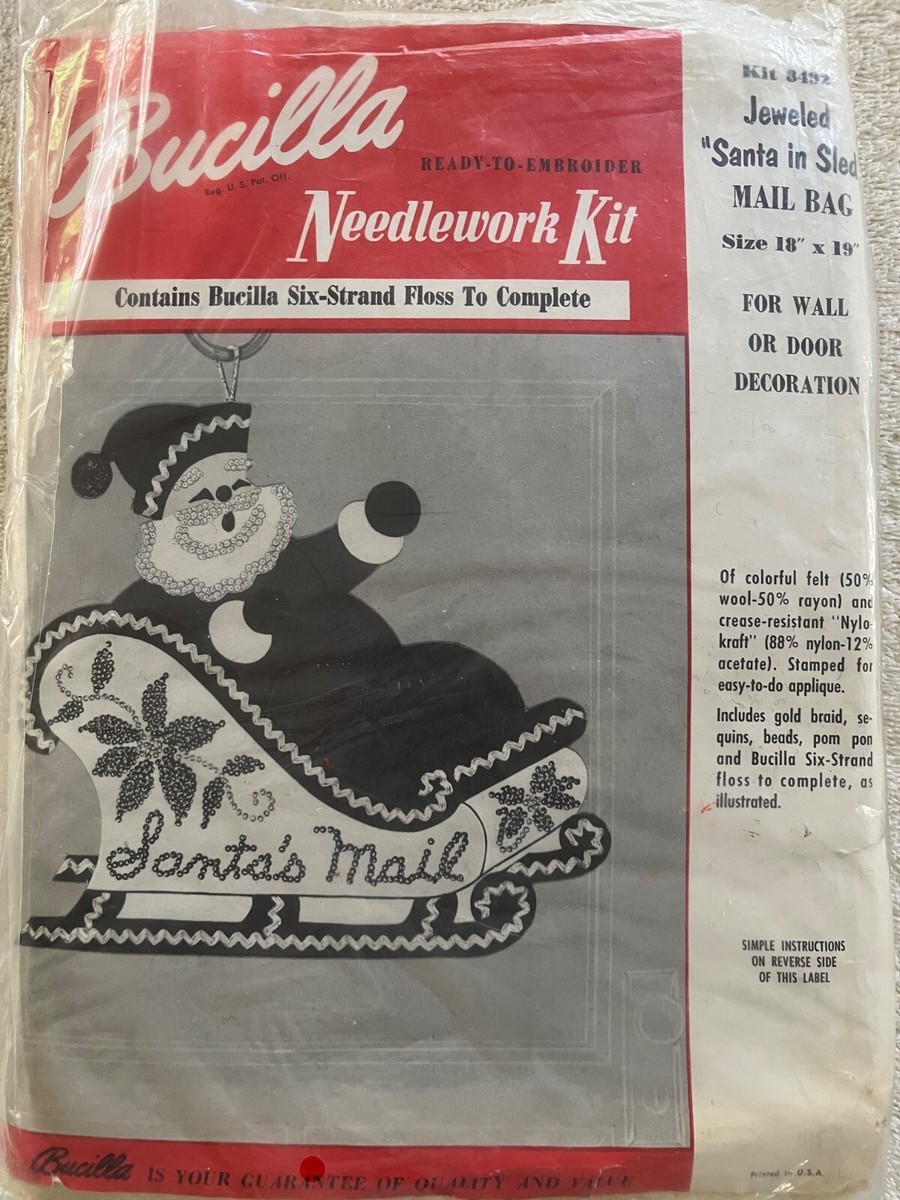 Bucilla
Reg. U. S. Pat. Off.
READY-TO-EMBROIDER
Needlework Kit
Contains Bucilla Six-Strand Floss To Complete
Santa's Mail
Bucilla IS YOUR GUARANTEE OF QUALITY AND VALUE
Kit 8492
Jeweled
"Santa in Sled
MAIL BAG
Size 18" x 19"
FOR WALL
OR DOOR
DECORATION
Of colorful felt (50%
wool-50% rayon) and
crease-resistant "Nylo-
kraft" (88% nylon-12%
acetate). Stamped for
easy-to-do applique.
Includes gold braid, se-
quins, beads, pom pon
and Bucilla Six-Strand
floss to complete, as
illustrated.
SIMPLE INSTRUCTIONS
ON REVERSE SIDE
OF THIS LABEL
Printed in U.S.A.